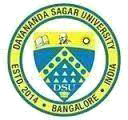 DAYANANDA SAGAR UNIVERSITY
DSU
ESTD. 2014 • BANGALORE • INDIA